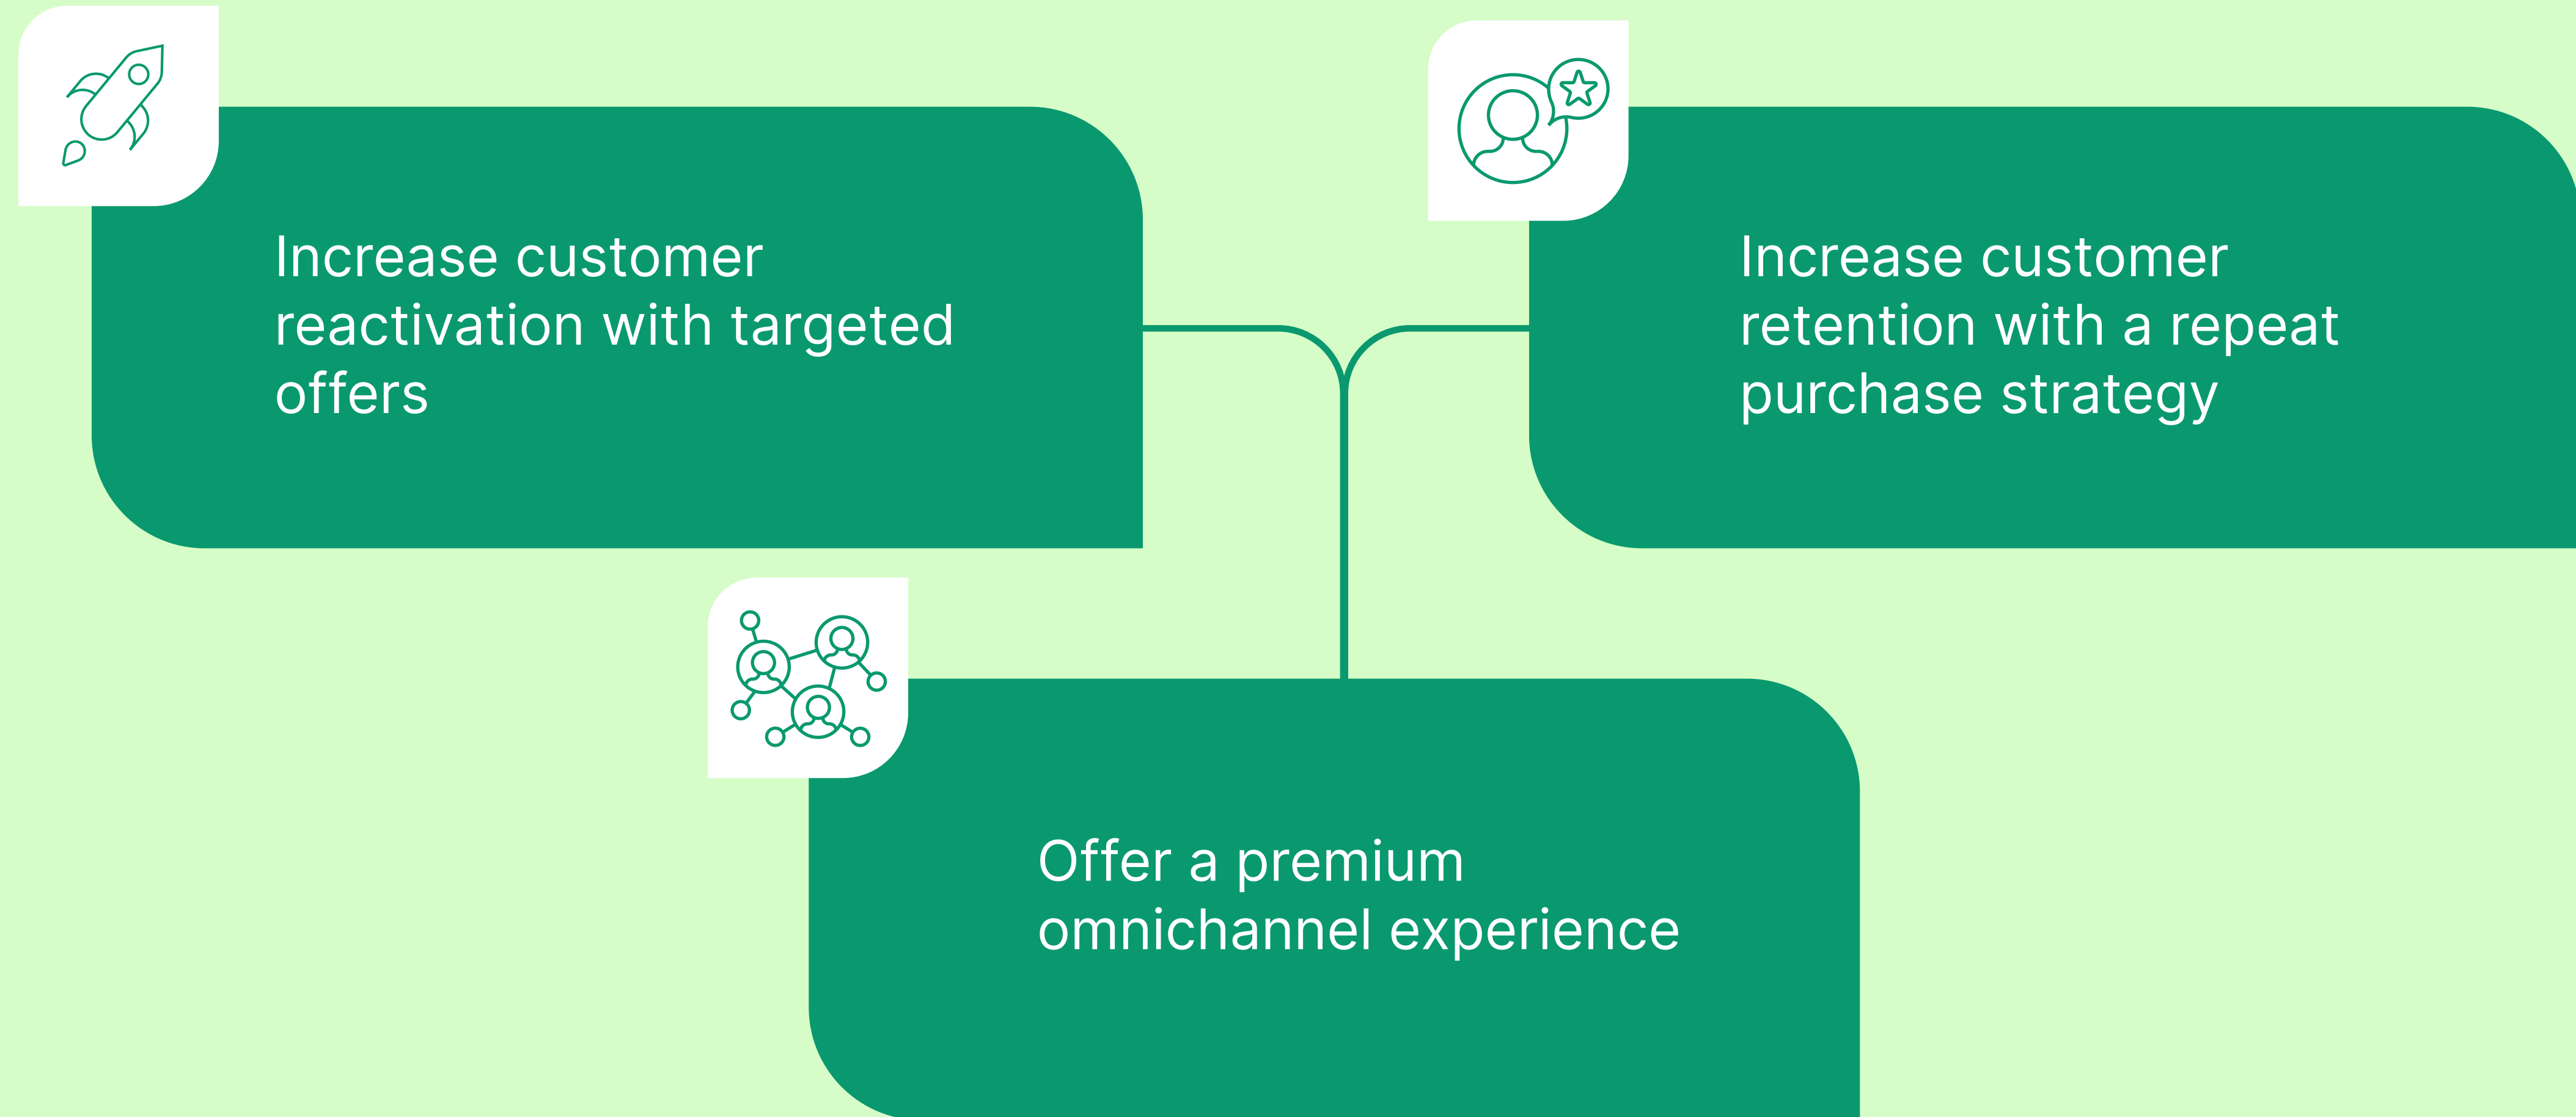 Increase customer
reactivation with targeted
offers
Increase customer
retention with a repeat
purchase strategy
Offer a premium
omnichannel experience